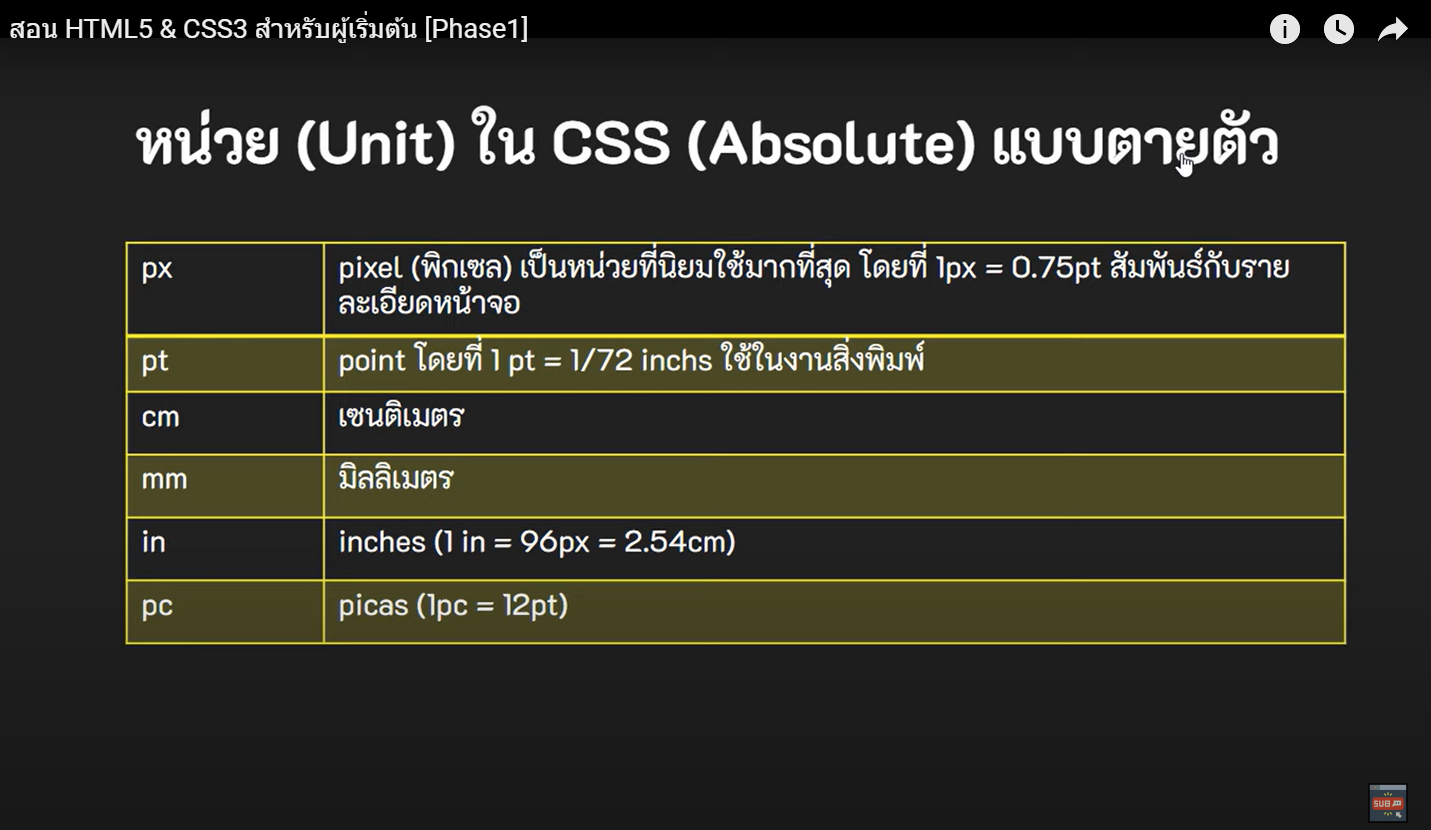 สอน HTML5 & CSS3 สำหรับผู้เริ่มต้น [Phase1]
หน่วย (Unit) ใน CSS (Absolute) แบบตายตัว
px
pixel (พิกเซล) เป็นหน่วยที่นิยมใช้มากที่สุด โดยที่ 1px = 0.75pt สัมพันธ์กับราย
ละเอียดหน้าจอ
pt
point โดยที่ 1 pt = 1/72 inchs ใช้ในงานสิ่งพิมพ์
cm
เซนติเมตร
mm
มิลลิเมตร
in
inches (1 in = 96px = 2.54cm)
pc
picas (1pc = 12pt)
SUB